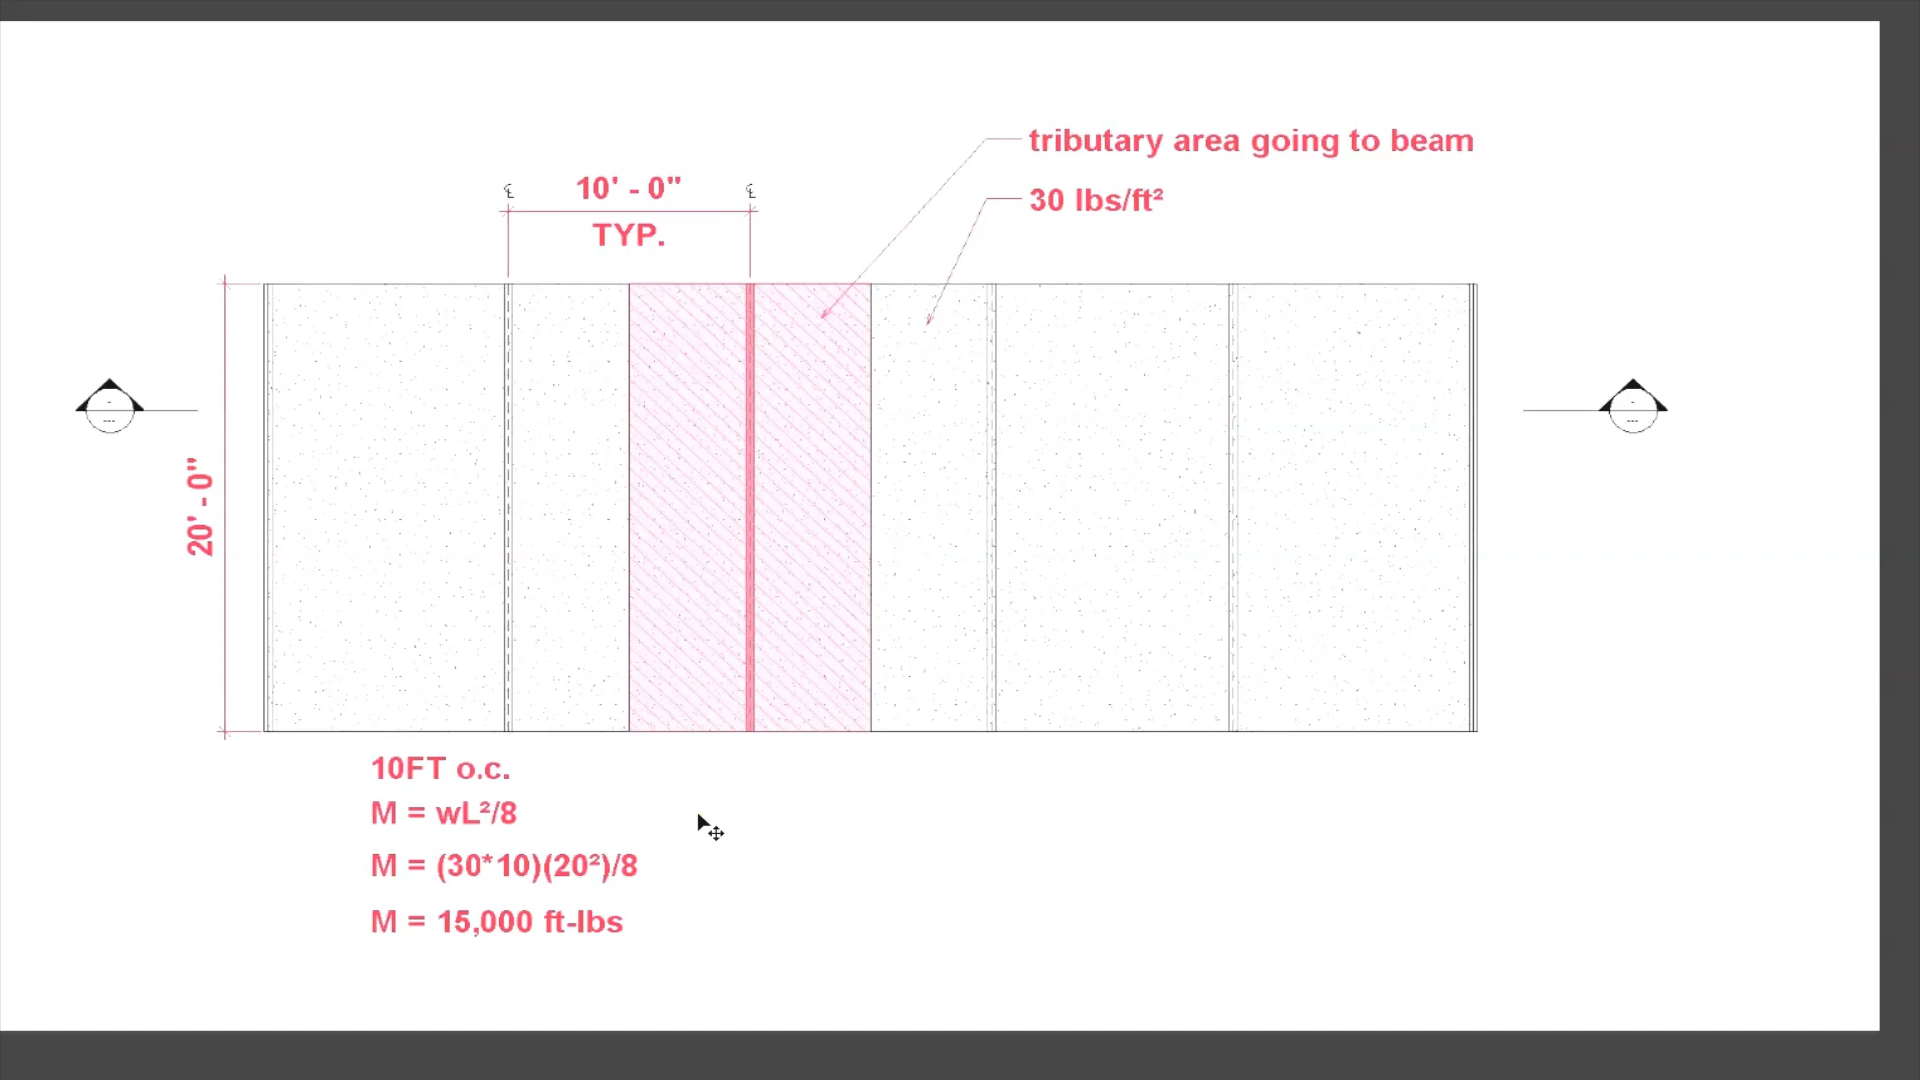 tributary area going to beam
10' - 0"
30 lbs/ft²
TYP.
20' - 0"
10FT o.c.
M = wL²/8
M = (30*10)(20²)/8
M = 15,000 ft-lbs